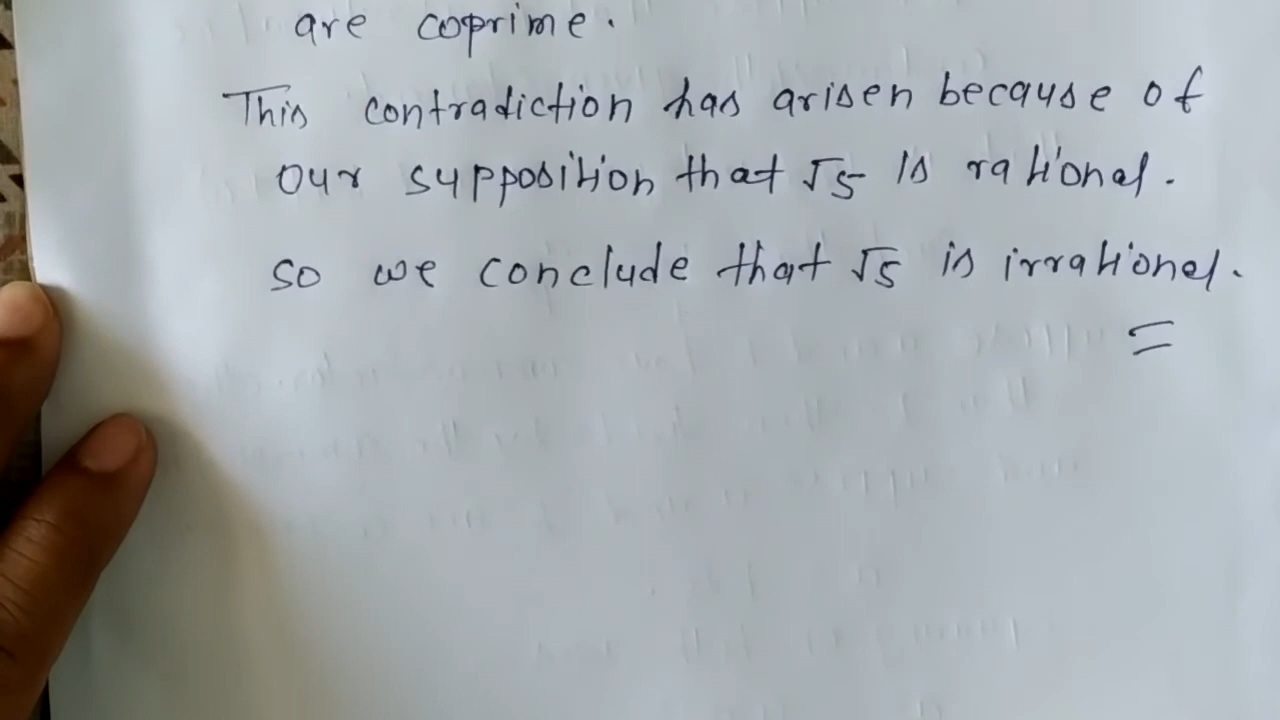 are coprime.
This contradiction has arisen because of
our supposition that √5 is rational.
so we conclude that √5 is irrational.